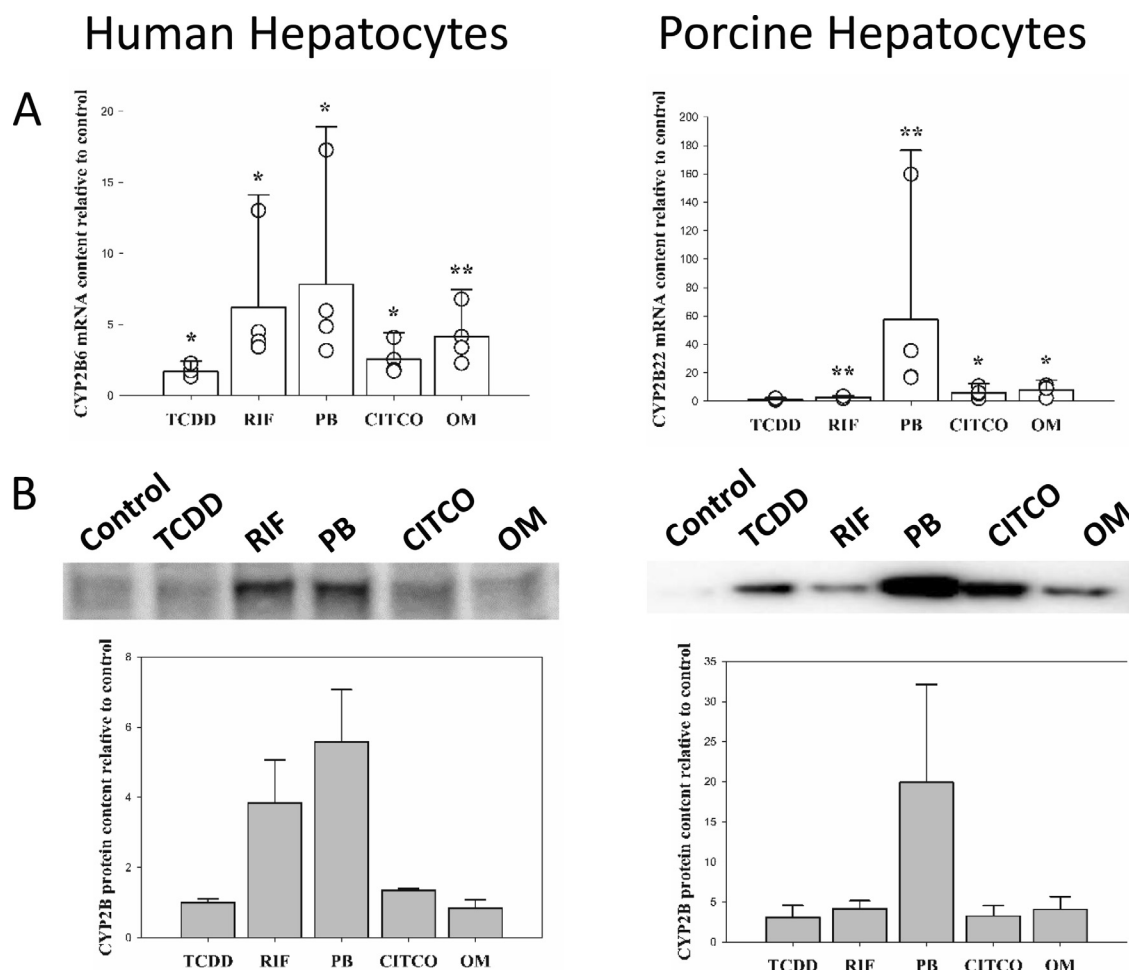 Human Hepatocytes
Porcine Hepatocytes
A
CYP2B6 mRNA content relative to control
20
15
10
5
0
*
*
*
*
**
TCDD RIF PB CITCO OM
CYP2B22 mRNA content relative to control
200
180
160
140
120
100
80
60
40
20
0
**
**
*
*
TCDD RIF PB CITCO OM
B
Control TCDD RIF PB CITCO OM
Control TCDD RIF PB CITCO OM
CYP2B protein content relative to control
8
6
4
2
0
TCDD RIF PB CITCO OM
CYP2B protein content relative to control
35
30
25
20
15
10
5
0
TCDD RIF PB CITCO OM